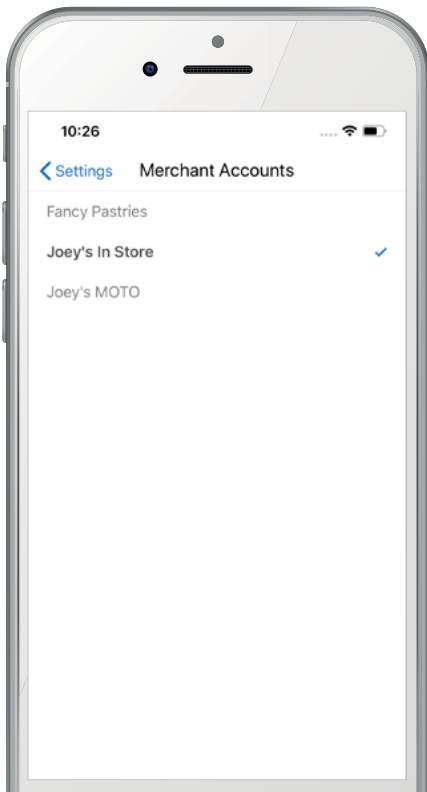 10:26
Settings Merchant Accounts
Fancy Pastries
Joey's In Store
Joey's MOTO